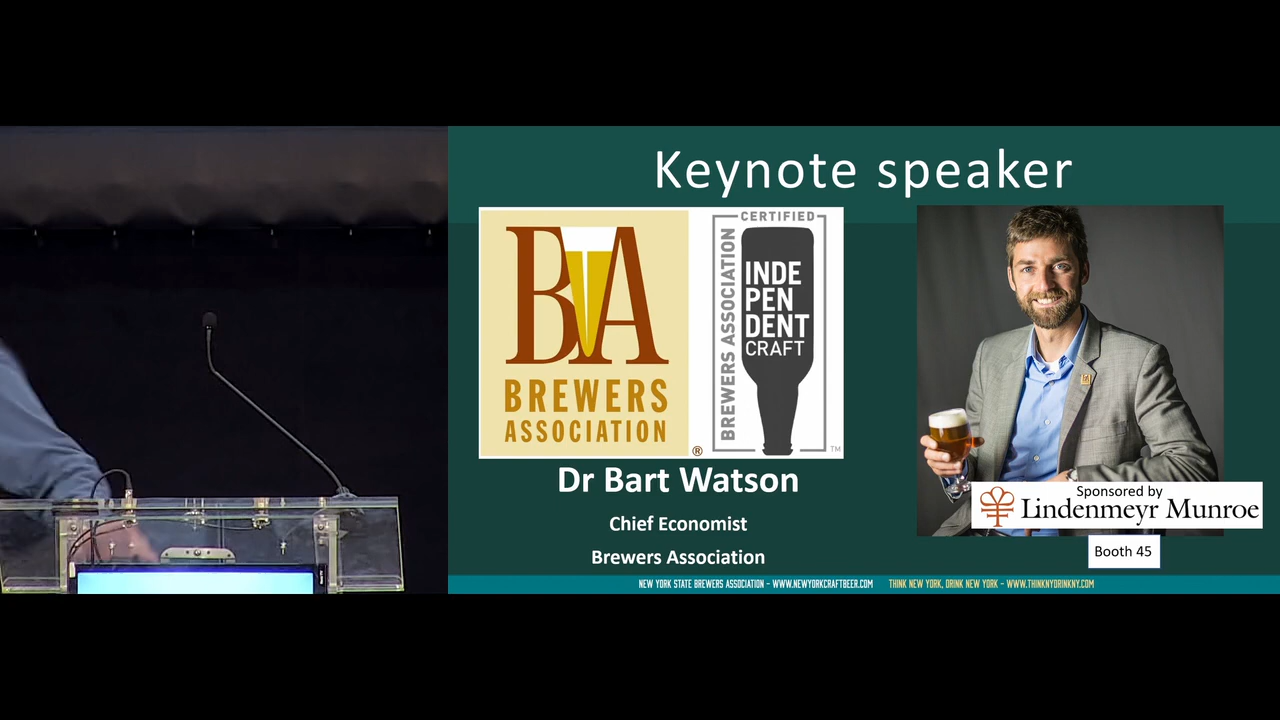 Keynote speaker
BA
BREWERS
ASSOCIATION
®
CERTIFIED
BREWERS ASSOCIATION
INDE
PEN
DENT
CRAFT
TM
Dr Bart Watson
Chief Economist
Brewers Association
Sponsored by
Lindenmeyr Munroe
Booth 45
NEW YORK STATE BREWERS ASSOCIATION – WWW.NEWYORKCRAFTBEER.COM THINK NEW YORK, DRINK NEW YORK – WWW.THINKNYDRINKNY.COM